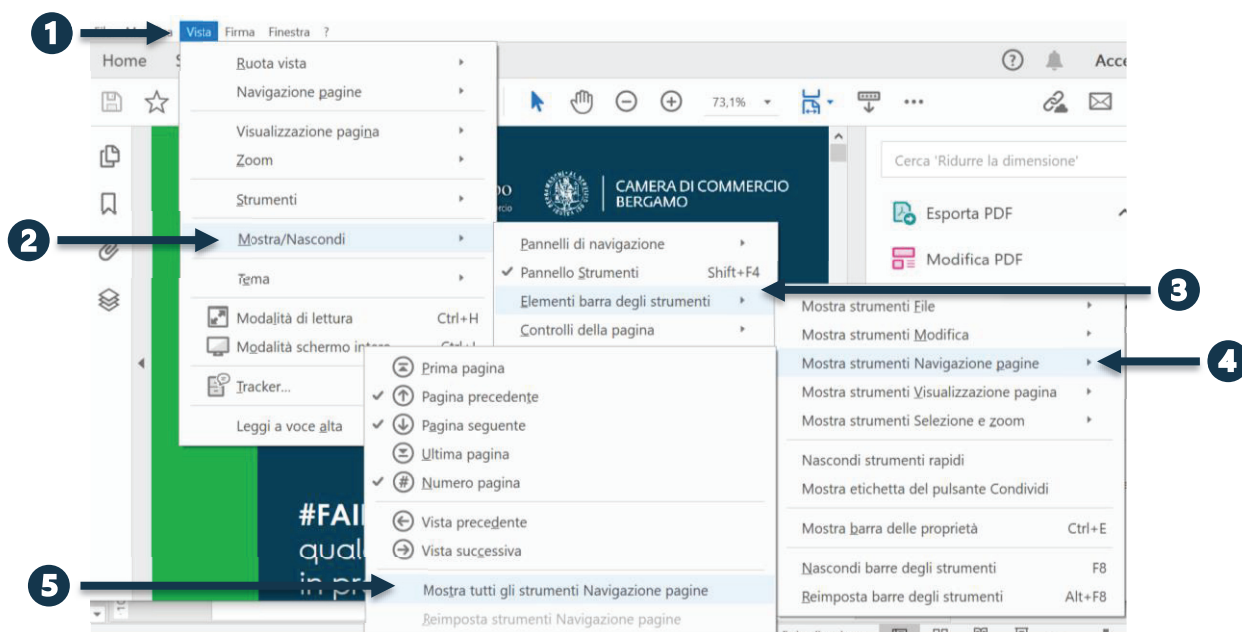 1
Vista Firma Finestra ?
Home
Acce
73,1%
Ruota vista
Navigazione pagine
Visualizzazione pagina
Zoom
Strumenti
2
Mostra/Nascondi
Tema
Modalità di lettura Ctrl+H
Modalità schermo intero Ctrl+L
Tracker...
Leggi a voce alta
CAMERA DI COMMERCIO
BERGAMO
Cerca 'Ridurre la dimensione'
Esporta PDF
Modifica PDF
Pannelli di navigazione
Pannello Strumenti Shift+F4
Elementi barra degli strumenti
Controlli della pagina
3
Mostra strumenti File
Mostra strumenti Modifica
Mostra strumenti Navigazione pagine
4
Mostra strumenti Visualizzazione pagina
Mostra strumenti Selezione e zoom
Nascondi strumenti rapidi
Mostra etichetta del pulsante Condividi
Mostra barra delle proprietà Ctrl+E
Nascondi barre degli strumenti F8
Reimposta barre degli strumenti Alt+F8
Prima pagina
Pagina precedente
Pagina seguente
Ultima pagina
# Numero pagina
Vista precedente
Vista successiva
5
Mostra tutti gli strumenti Navigazione pagine
Reimposta strumenti Navigazione pagine
#FAI
qual
in pr